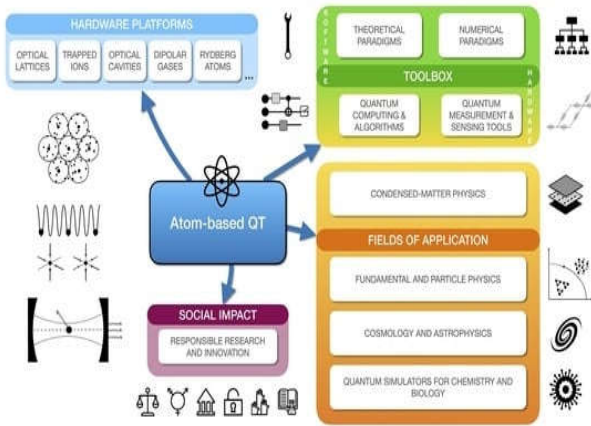 HARDWARE PLATFORMS
OPTICAL
LATTICES
TRAPPED
IONS
OPTICAL
CAVITIES
DIPOLAR
GASES
RYDBERG
ATOMS
...
SOFTWARE
THEORETICAL
PARADIGMS
NUMERICAL
PARADIGMS
TOOLBOX
HARDWARE
QUANTUM
COMPUTING &
ALGORITHMS
QUANTUM
MEASUREMENT &
SENSING TOOLS
Atom-based QT
CONDENSED-MATTER PHYSICS
FIELDS OF APPLICATION
FUNDAMENTAL AND PARTICLE PHYSICS
COSMOLOGY AND ASTROPHYSICS
QUANTUM SIMULATORS FOR CHEMISTRY AND
BIOLOGY
SOCIAL IMPACT
RESPONSIBLE RESEARCH
AND INNOVATION